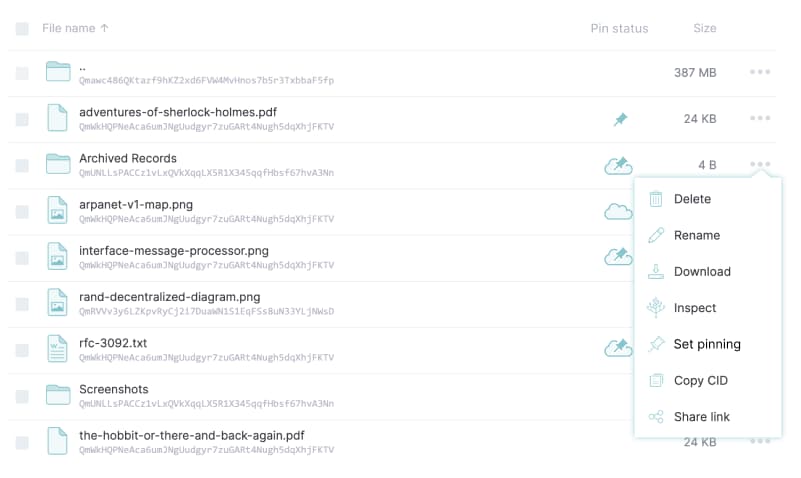 File name ↑ Pin status Size
..
Qmawc486QKtazf9hKZ2xd6FVW4MvHnos7b5r3TxbbaF5fp
387 MB
adventures-of-sherlock-holmes.pdf
QmWkHQPNeAca6umJNgUudgyr7zuGARt4Nugh5dqXhjFKTV
24 KB
Archived Records
QmUNLLsPACCz1vLxQVkXqqLX5R1X345qqfHbsf67hvA3Nn
4 B
arpanet-v1-map.png
QmWkHQPNeAca6umJNgUudgyr7zuGARt4Nugh5dqXhjFKTV
interface-message-processor.png
QmWkHQPNeAca6umJNgUudgyr7zuGARt4Nugh5dqXhjFKTV
rand-decentralized-diagram.png
QmRVVv3y6LZKpvRyCj2i7DuaWN1S1EqFSsBuN33YLjNWsD
rfc-3092.txt
QmWkHQPNeAca6umJNgUudgyr7zuGARt4Nugh5dqXhjFKTV
Screenshots
QmUNLLsPACCz1vLxQVkXqqLX5R1X345qqfHbsf67hvA3Nn
the-hobbit-or-there-and-back-again.pdf
QmWkHQPNeAca6umJNgUudgyr7zuGARt4Nugh5dqXhjFKTV
24 KB
Delete
Rename
Download
Inspect
Set pinning
Copy CID
Share link